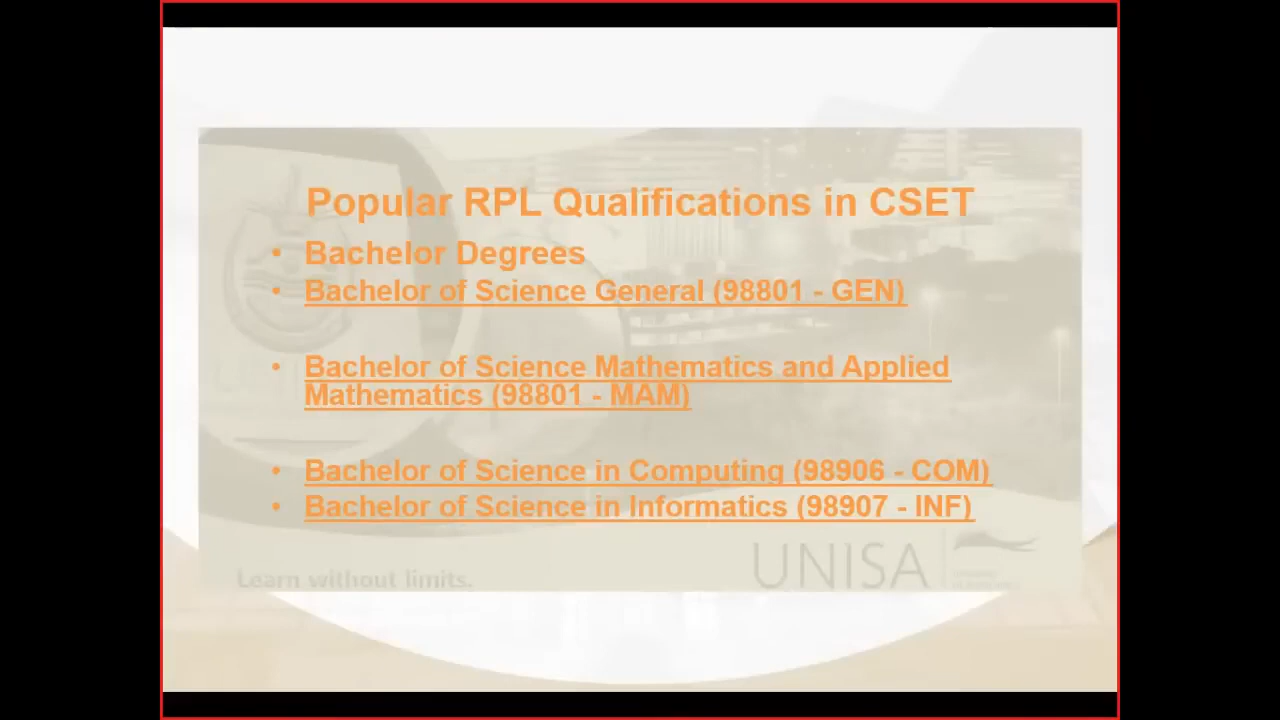 Popular RPL Qualifications in CSET
• Bachelor Degrees
• Bachelor of Science General (98801 - GEN)
• Bachelor of Science Mathematics and Applied
Mathematics (98801 - MAM)
• Bachelor of Science in Computing (98906 - COM)
• Bachelor of Science in Informatics (98907 - INF)
Learn without limits.
UNISA